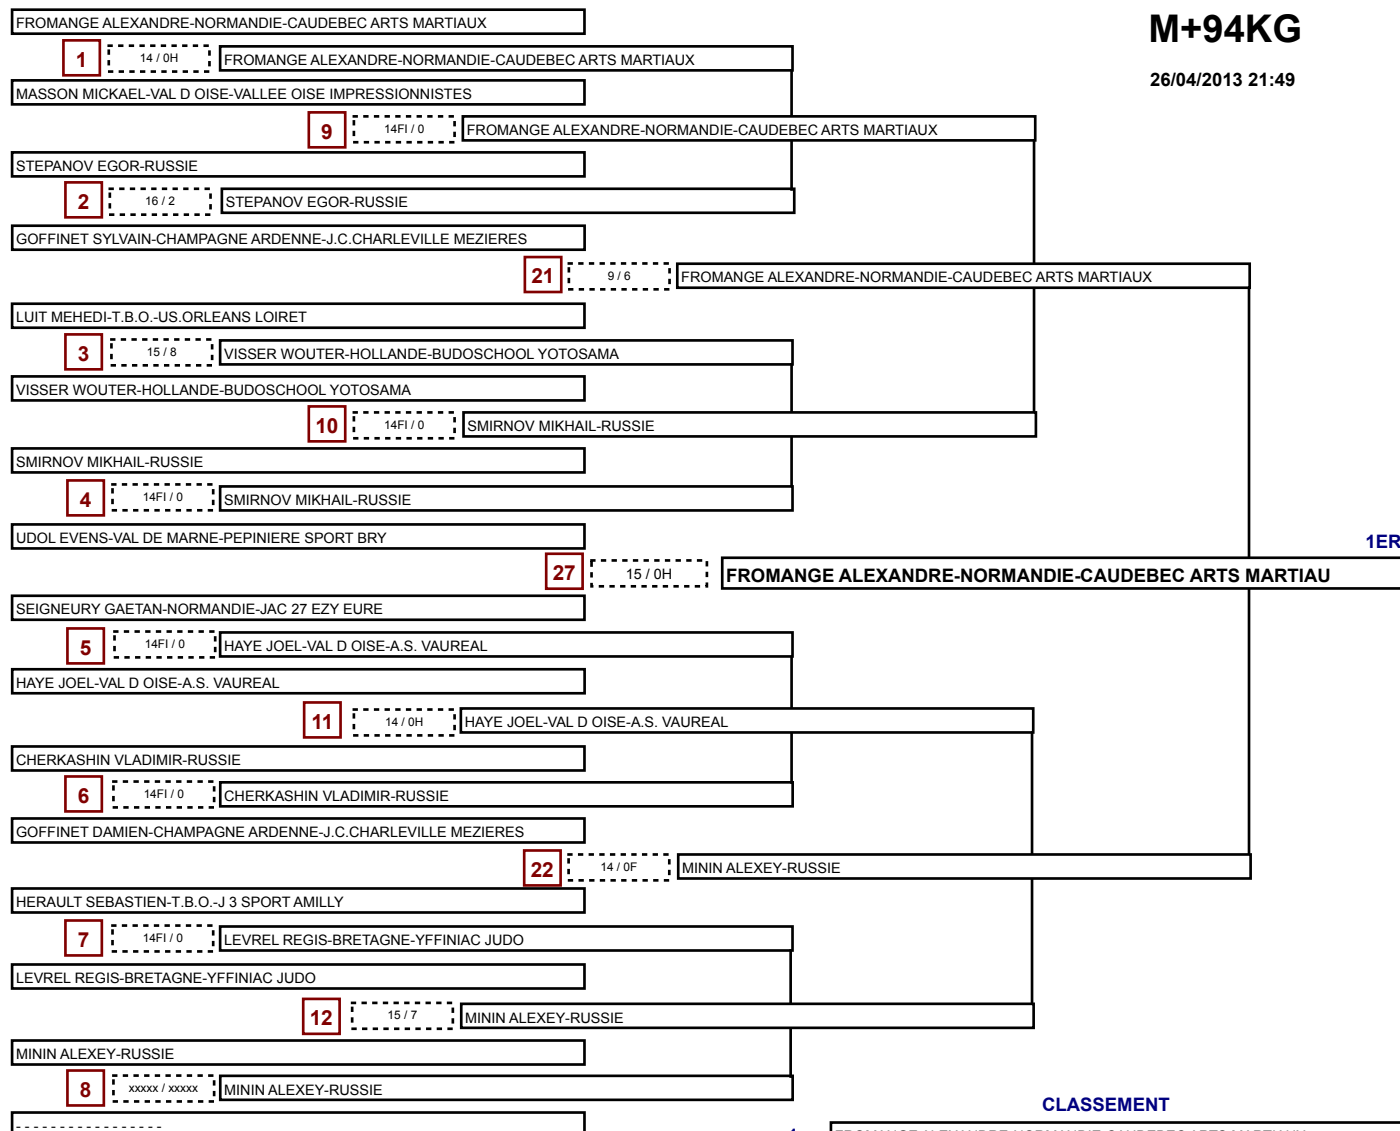 FROMANGE ALEXANDRE-NORMANDIE-CAUDEBEC ARTS MARTIAUX
M+94KG
1 14 / 0H FROMANGE ALEXANDRE-NORMANDIE-CAUDEBEC ARTS MARTIAUX
26/04/2013 21:49
MASSON MICKAEL-VAL D OISE-VALLEE OISE IMPRESSIONNISTES
9 14FI / 0 FROMANGE ALEXANDRE-NORMANDIE-CAUDEBEC ARTS MARTIAUX
STEPANOV EGOR-RUSSIE
2 16 / 2 STEPANOV EGOR-RUSSIE
GOFFINET SYLVAIN-CHAMPAGNE ARDENNE-J.C.CHARLEVILLE MEZIERES
21 9 / 6 FROMANGE ALEXANDRE-NORMANDIE-CAUDEBEC ARTS MARTIAUX
LUIT MEHEDI-T.B.O.-US.ORLEANS LOIRET
3 15 / 8 VISSER WOUTER-HOLLANDE-BUDOSCHOOL YOTOSAMA
VISSER WOUTER-HOLLANDE-BUDOSCHOOL YOTOSAMA
10 14FI / 0 SMIRNOV MIKHAIL-RUSSIE
SMIRNOV MIKHAIL-RUSSIE
4 14FI / 0 SMIRNOV MIKHAIL-RUSSIE
UDOL EVENS-VAL DE MARNE-PEPINIERE SPORT BRY
1ER
27 15 / 0H FROMANGE ALEXANDRE-NORMANDIE-CAUDEBEC ARTS MARTIAU
SEIGNEURY GAETAN-NORMANDIE-JAC 27 EZY EURE
5 14FI / 0 HAYE JOEL-VAL D OISE-A.S. VAUREAL
HAYE JOEL-VAL D OISE-A.S. VAUREAL
11 14 / 0H HAYE JOEL-VAL D OISE-A.S. VAUREAL
CHERKASHIN VLADIMIR-RUSSIE
6 14FI / 0 CHERKASHIN VLADIMIR-RUSSIE
GOFFINET DAMIEN-CHAMPAGNE ARDENNE-J.C.CHARLEVILLE MEZIERES
22 14 / 0F MININ ALEXEY-RUSSIE
HERAULT SEBASTIEN-T.B.O.-J 3 SPORT AMILLY
7 14FI / 0 LEVREL REGIS-BRETAGNE-YFFINIAC JUDO
LEVREL REGIS-BRETAGNE-YFFINIAC JUDO
12 15 / 7 MININ ALEXEY-RUSSIE
MININ ALEXEY-RUSSIE
8 xxxxx / xxxxx MININ ALEXEY-RUSSIE
CLASSEMENT